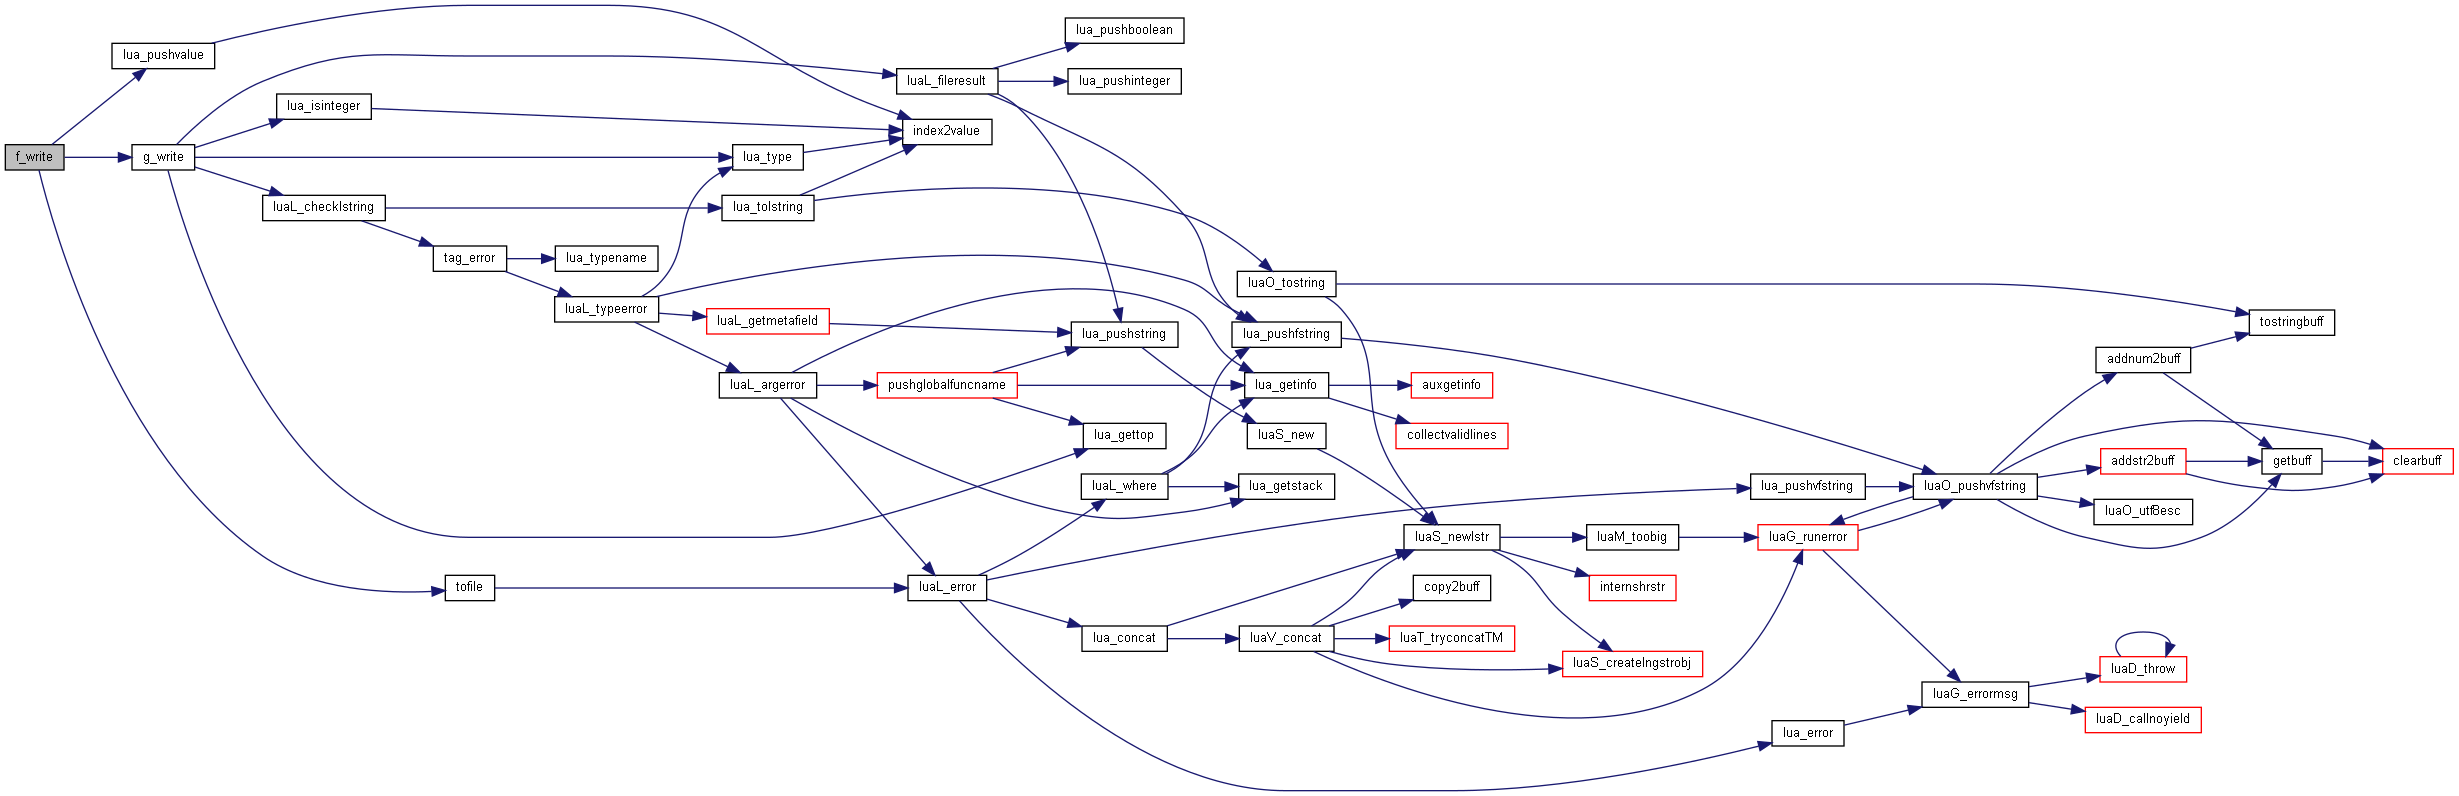 f_write
lua_pushvalue
g_write
tofile
lua_isinteger
luaL_checklstring
tag_error
lua_typename
luaL_typeerror
lua_type
lua_tolstring
luaL_getmetafield
luaL_argerror
luaL_fileresult
index2value
pushglobalfuncname
luaL_error
lua_pushboolean
lua_pushinteger
lua_pushstring
lua_gettop
luaL_where
lua_concat
luaO_tostring
lua_pushfstring
lua_getinfo
luaS_new
lua_getstack
luaV_concat
auxgetinfo
collectvalidlines
luaS_newlstr
copy2buff
luaT_tryconcatTM
luaM_toobig
internshrstr
luaS_createlngstrobj
lua_pushvfstring
luaG_runerror
lua_error
luaO_pushvfstring
luaG_errormsg
addnum2buff
addstr2buff
luaO_utf8esc
luaD_throw
luaD_callnoyield
tostringbuff
getbuff
clearbuff